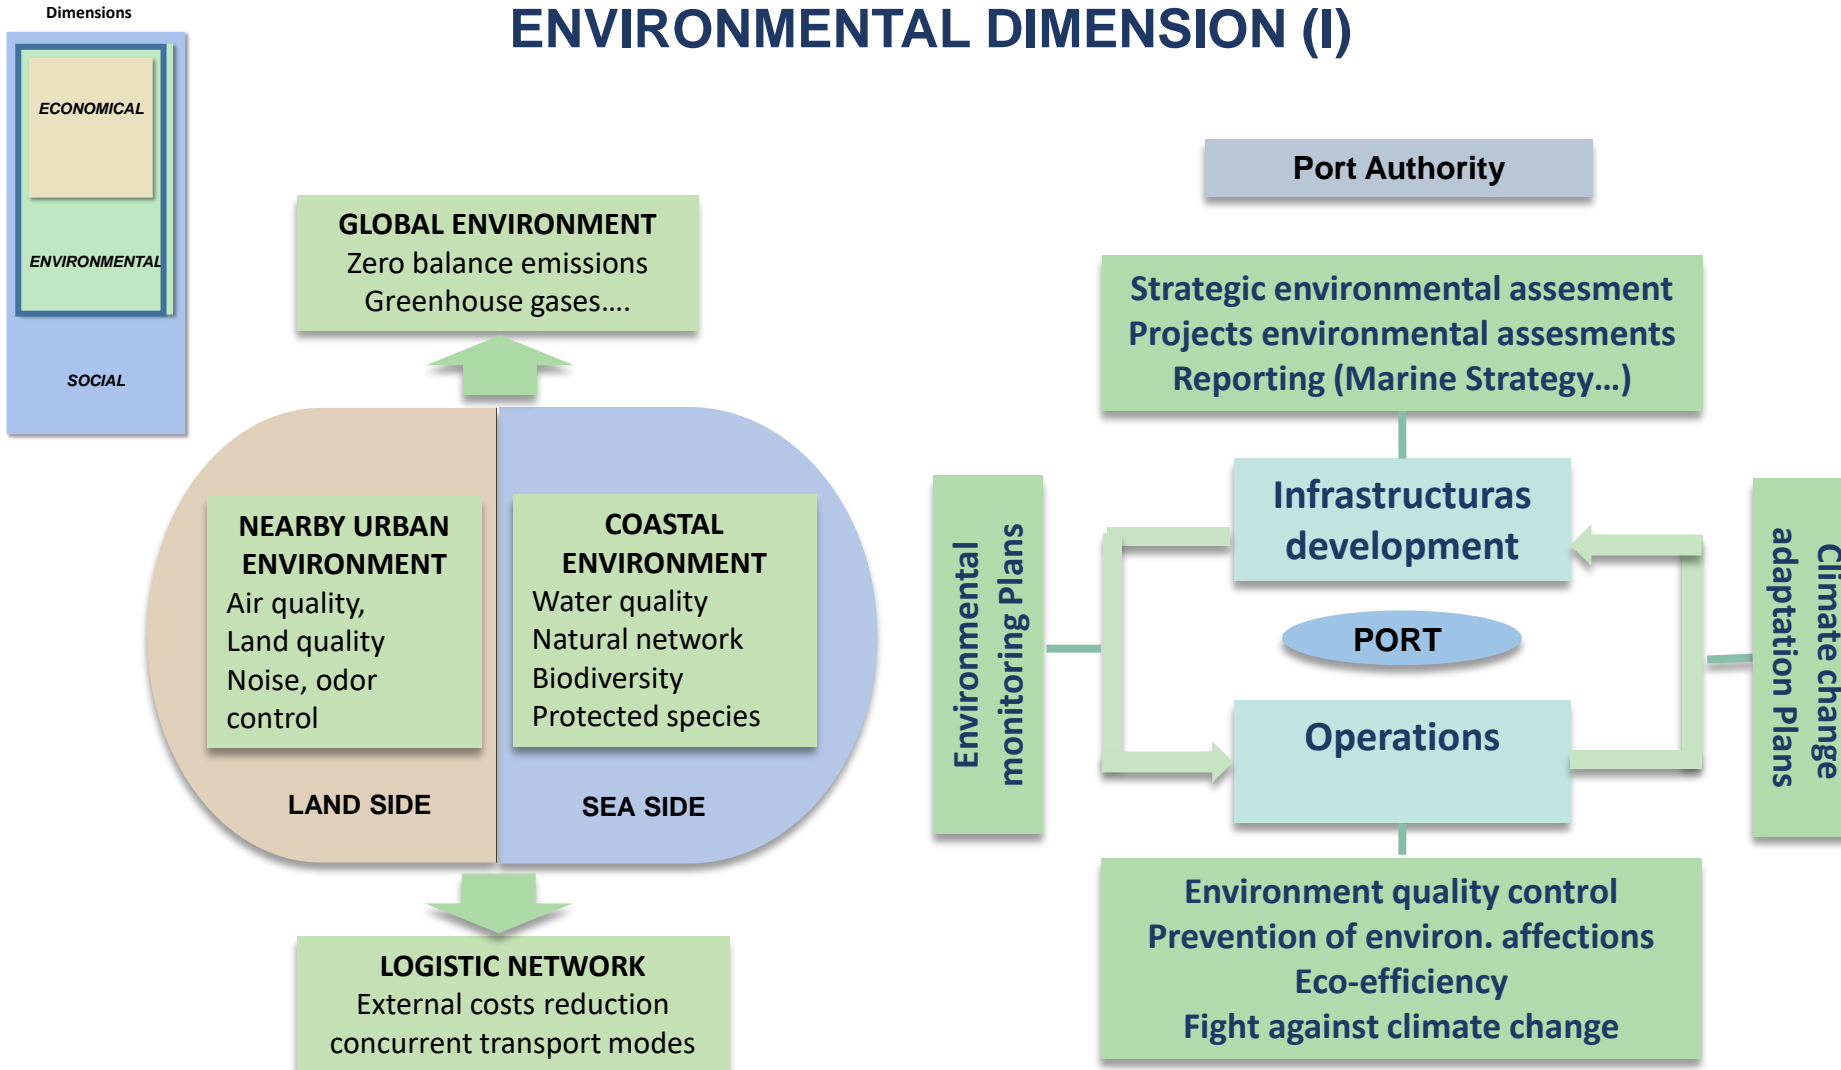 Dimensions
ENVIRONMENTAL DIMENSION (I)
ECONOMICAL
ENVIRONMENTAL
SOCIAL
GLOBAL ENVIRONMENT
Zero balance emissions
Greenhouse gases....
NEARBY URBAN
ENVIRONMENT
Air quality,
Land quality
Noise, odor
control
COASTAL
ENVIRONMENT
Water quality
Natural network
Biodiversity
Protected species
LAND SIDE
SEA SIDE
LOGISTIC NETWORK
External costs reduction
concurrent transport modes
Port Authority
Strategic environmental assesment
Projects environmental assesments
Reporting (Marine Strategy...)
Environmental
monitoring Plans
Infrastructuras
development
PORT
Operations
Climate change
adaptation Plans
Environment quality control
Prevention of environ. affections
Eco-efficiency
Fight against climate change